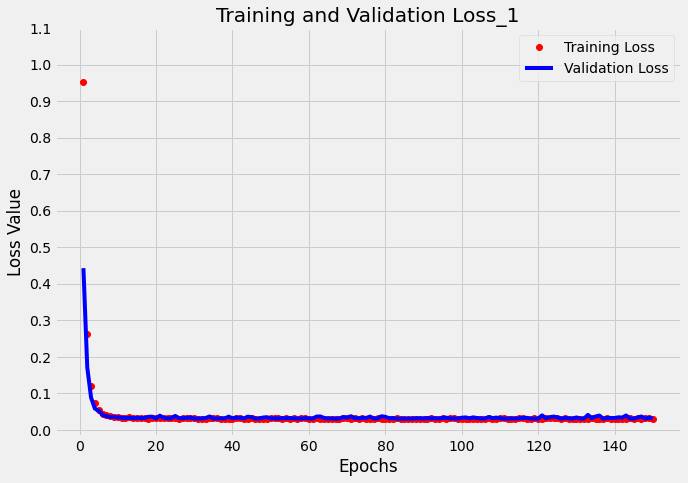 Training and Validation Loss_1
Training Loss
Validation Loss
Loss Value
1.1
1.0
0.9
0.8
0.7
0.6
0.5
0.4
0.3
0.2
0.1
0.0
0 20 40 60 80 100 120 140
Epochs